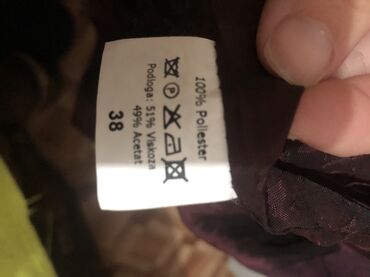 100% Poliester
P
Podloga: 51% Viskoza
49% Acetat
38